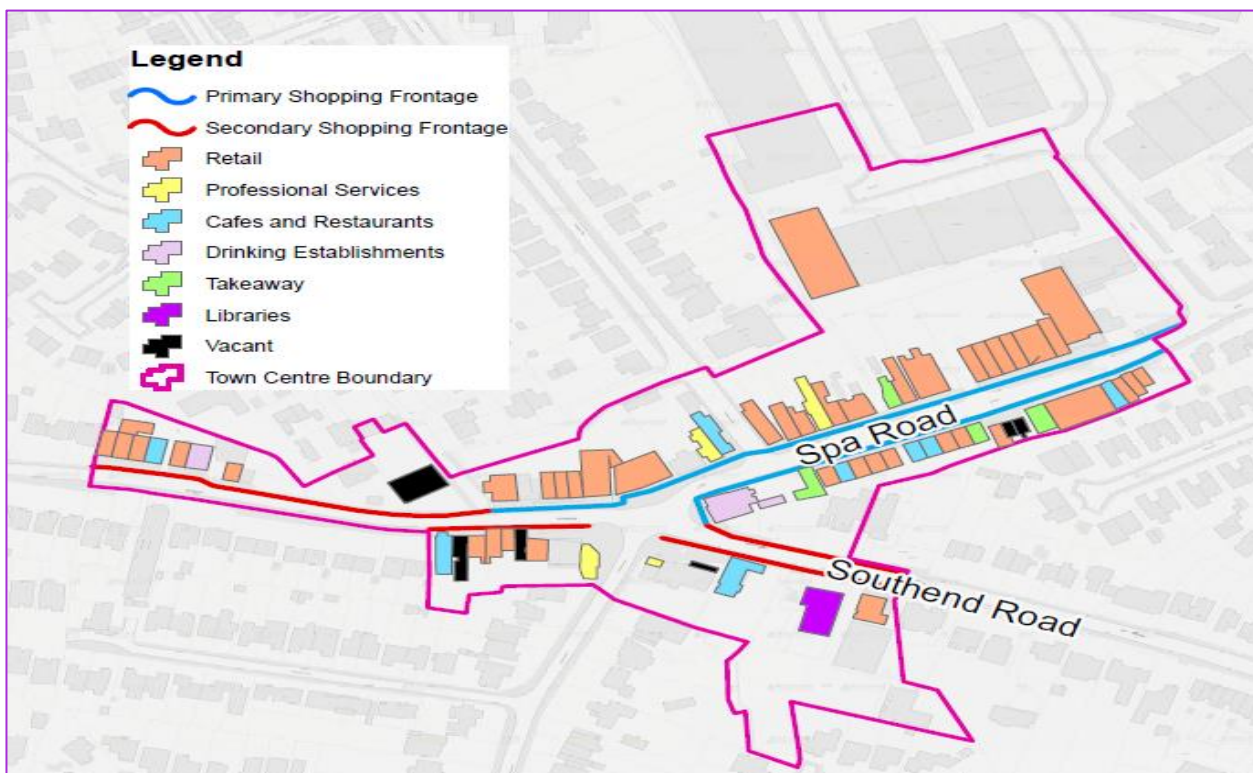 Legend
Primary Shopping Frontage
Secondary Shopping Frontage
Retail
Professional Services
Cafes and Restaurants
Drinking Establishments
Takeaway
Libraries
Vacant
Town Centre Boundary
Spa Road
Southend Road